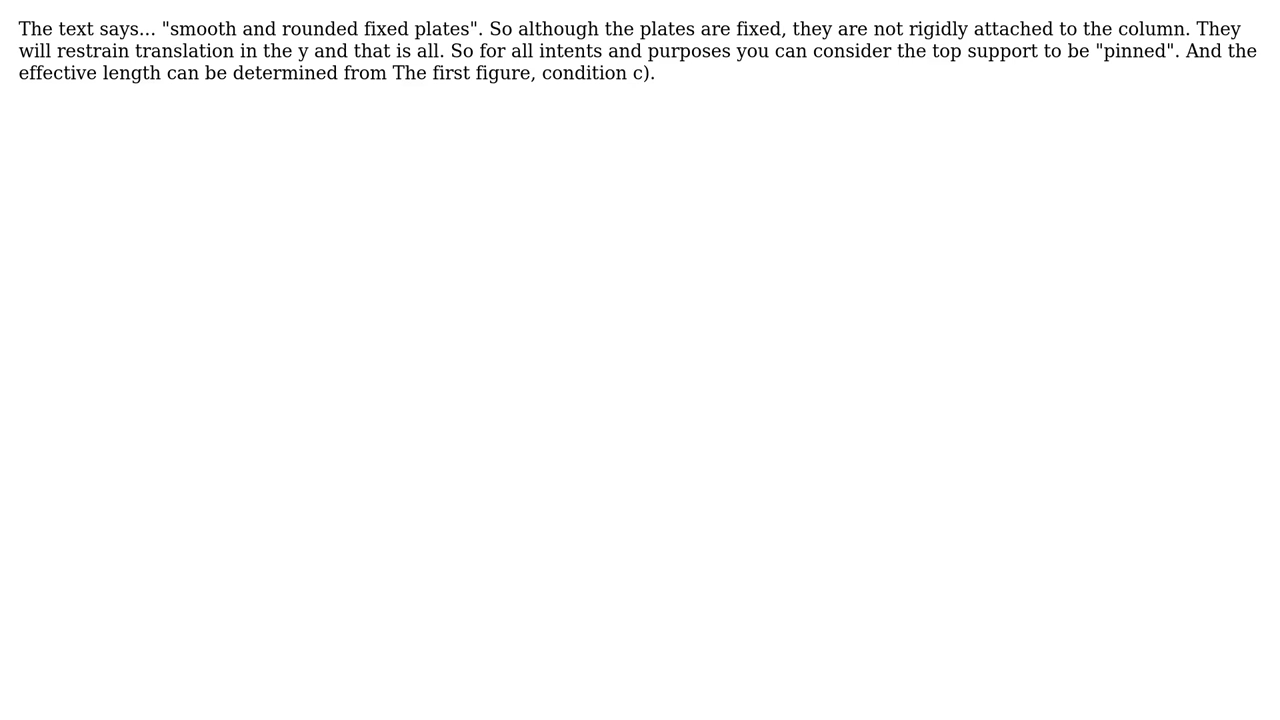 The text says... "smooth and rounded fixed plates". So although the plates are fixed, they are not rigidly attached to the column. They
will restrain translation in the y and that is all. So for all intents and purposes you can consider the top support to be "pinned". And the
effective length can be determined from The first figure, condition c).